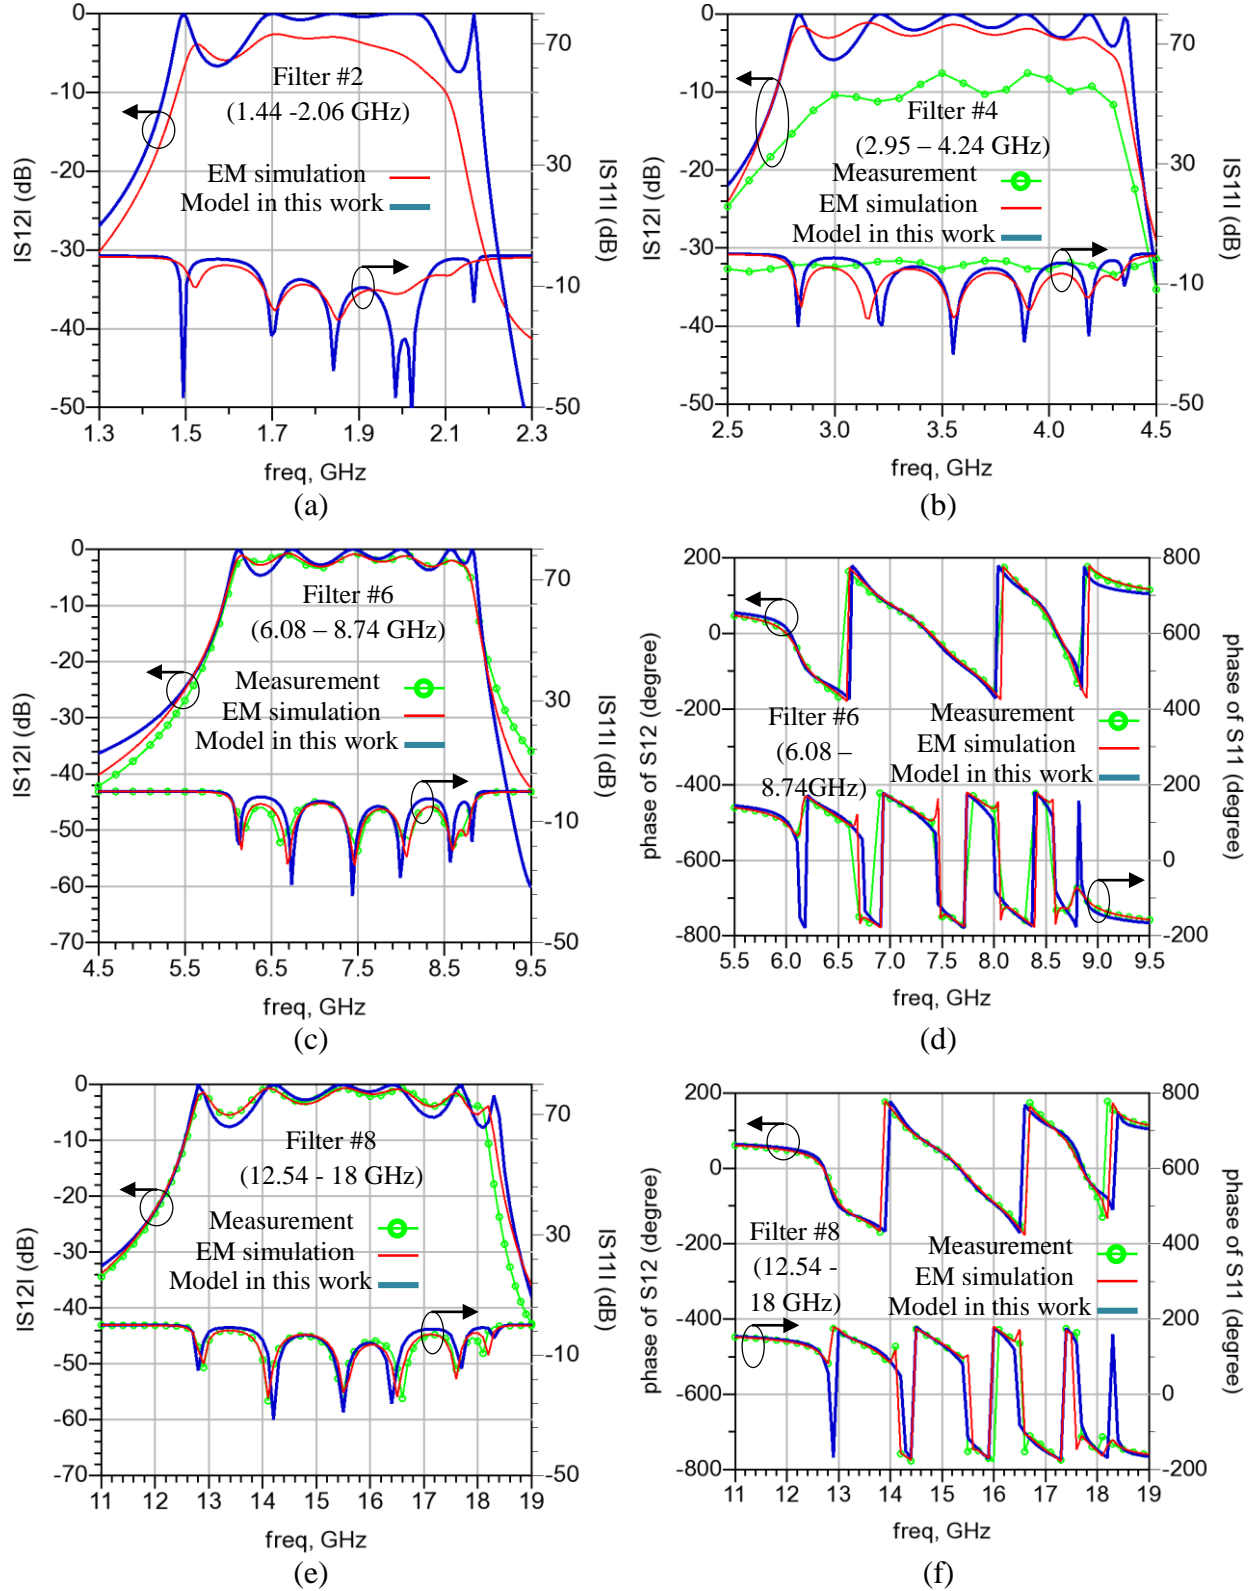 0
-10
-20
-30
-40
-50
70
30
-10
-50
1.3
1.5
1.7
1.9
2.1
2.3
IS12I (dB)
IS11I (dB)
freq, GHz
Filter #2
(1.44 -2.06 GHz)
EM simulation
Model in this work
(a)
0
-10
-20
-30
-40
-50
70
30
-10
-50
2.5
3.0
3.5
4.0
4.5
IS12I (dB)
IS11I (dB)
freq, GHz
Filter #4
(2.95 – 4.24 GHz)
Measurement
EM simulation
Model in this work
(b)
0
-10
-20
-30
-40
-50
-60
-70
70
30
-10
-50
4.5
5.5
6.5
7.5
8.5
9.5
IS12I (dB)
IS11I (dB)
freq, GHz
Filter #6
(6.08 – 8.74 GHz)
Measurement
EM simulation
Model in this work
(c)
200
0
-200
-400
-600
-800
800
600
400
200
0
-200
5.5
6.0
6.5
7.0
7.5
8.0
8.5
9.0
9.5
phase of S12 (degree)
phase of S11 (degree)
freq, GHz
Filter #6
(6.08 –
8.74GHz)
Measurement
EM simulation
Model in this work
(d)
0
-10
-20
-30
-40
-50
-60
-70
70
30
-10
-50
11
12
13
14
15
16
17
18
19
IS12I (dB)
IS11I (dB)
freq, GHz
Filter #8
(12.54 - 18 GHz)
Measurement
EM simulation
Model in this work
(e)
200
0
-200
-400
-600
-800
800
600
400
200
0
-200
11
12
13
14
15
16
17
18
19
phase of S12 (degree)
phase of S11 (degree)
freq, GHz
Filter #8
(12.54 -
18 GHz)
Measurement
EM simulation
Model in this work
(f)